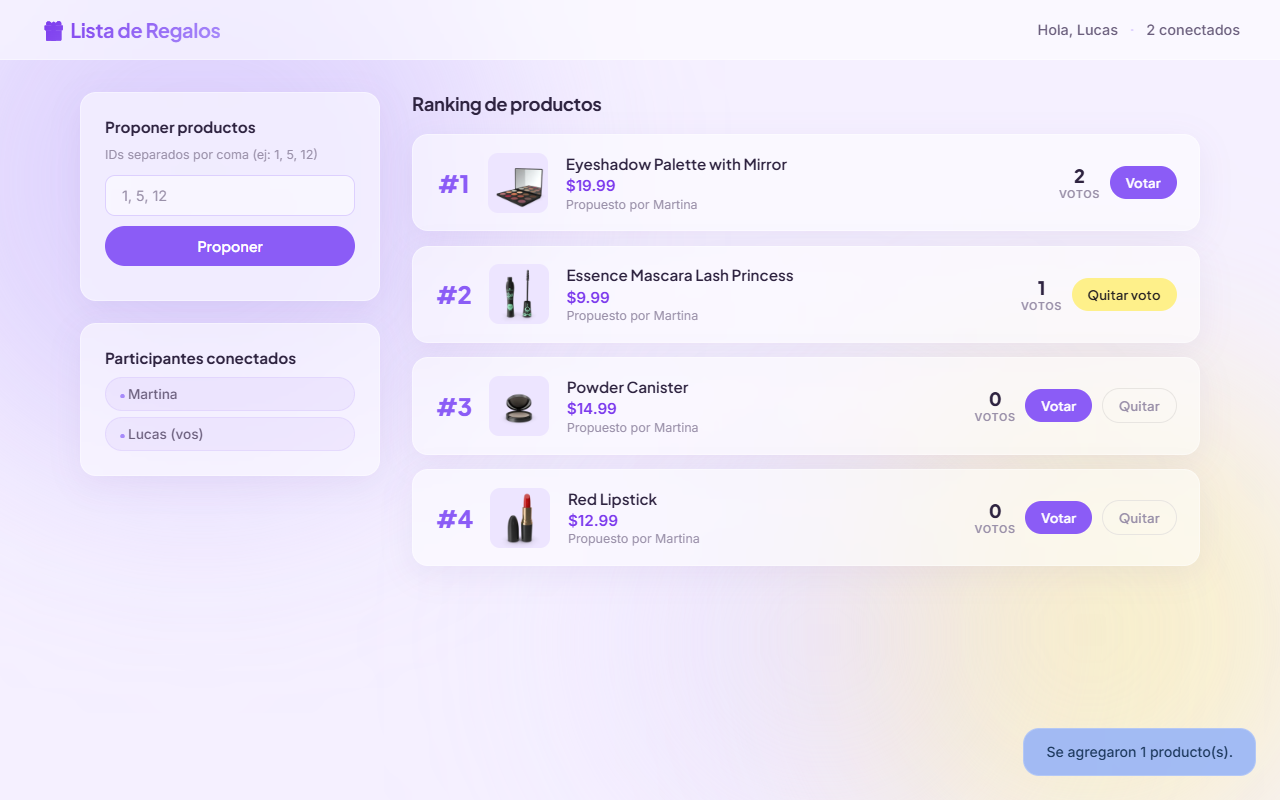 Lista de Regalos
Hola, Lucas · 2 conectados
Proponer productos
IDs separados por coma (ej: 1, 5, 12)
1, 5, 12
Proponer
Participantes conectados
Martina
Lucas (vos)
Ranking de productos
#1
Eyeshadow Palette with Mirror
$19.99
Propuesto por Martina
2
VOTOS
Votar
#2
Essence Mascara Lash Princess
$9.99
Propuesto por Martina
1
VOTOS
Quitar voto
#3
Powder Canister
$14.99
Propuesto por Martina
0
VOTOS
Votar
Quitar
#4
Red Lipstick
$12.99
Propuesto por Martina
0
VOTOS
Votar
Quitar
Se agregaron 1 producto(s).